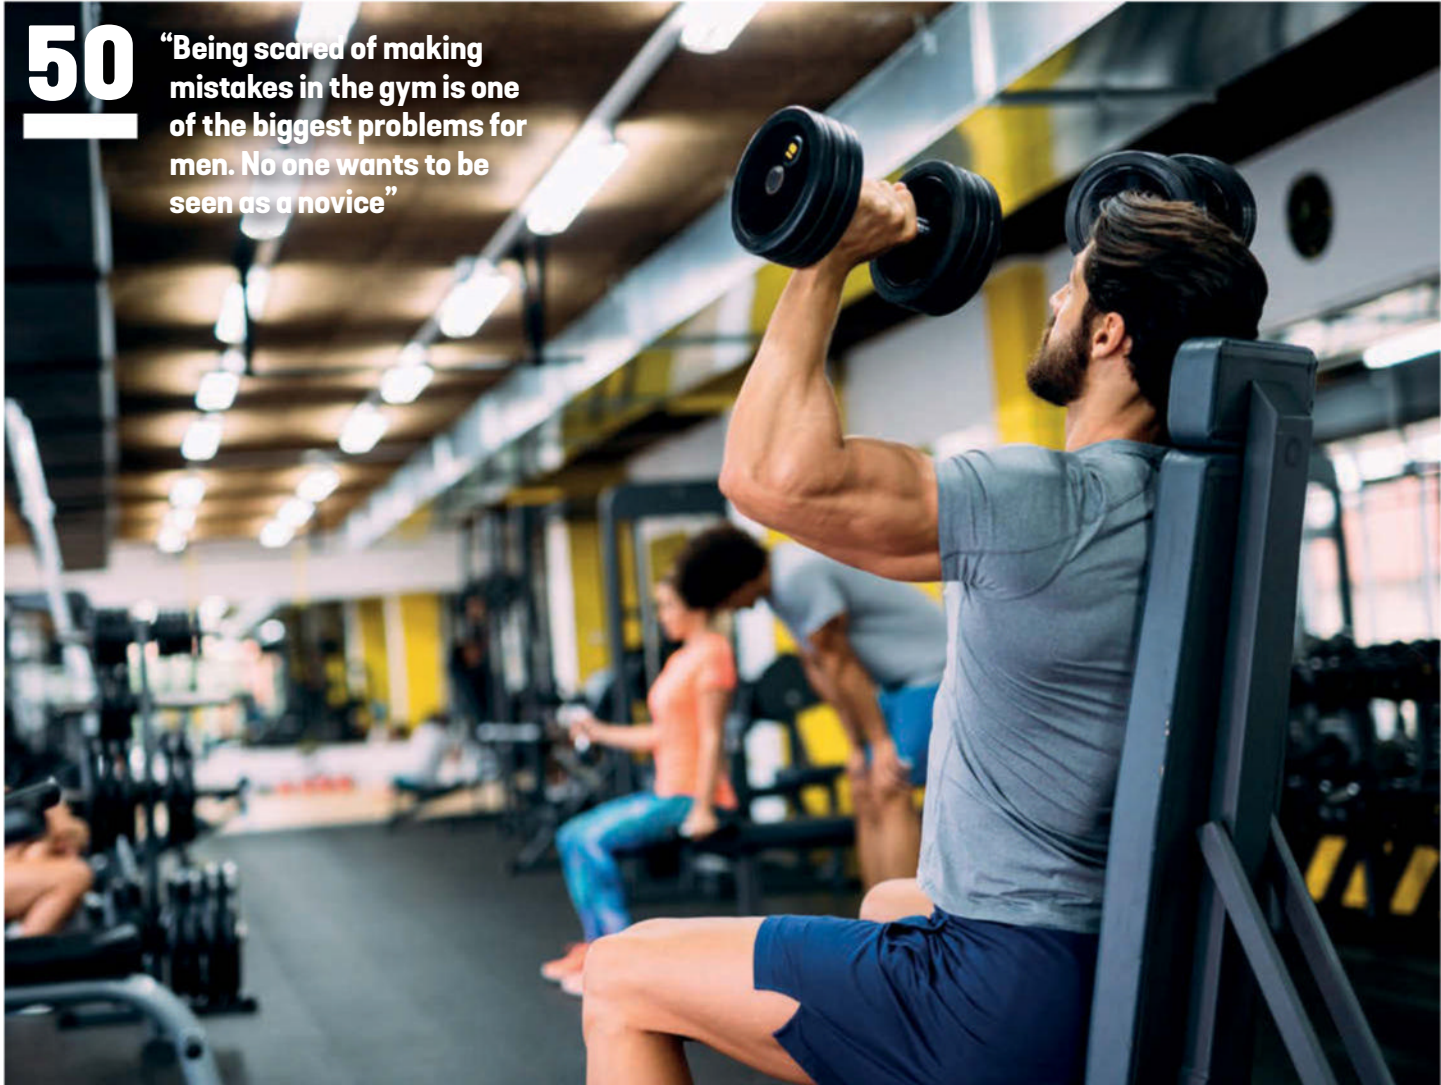 50
“Being scared of making
mistakes in the gym is one
of the biggest problems for
men. No one wants to be
seen as a novice”